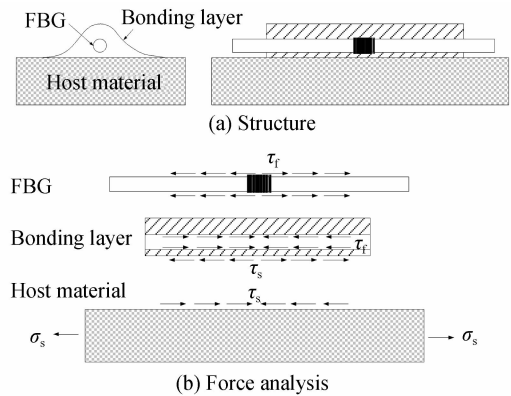 FBG
Bonding layer
Host material
(a) Structure
τf
FBG
Bonding layer
τf
τs
Host material
τs
σs
σs
(b) Force analysis